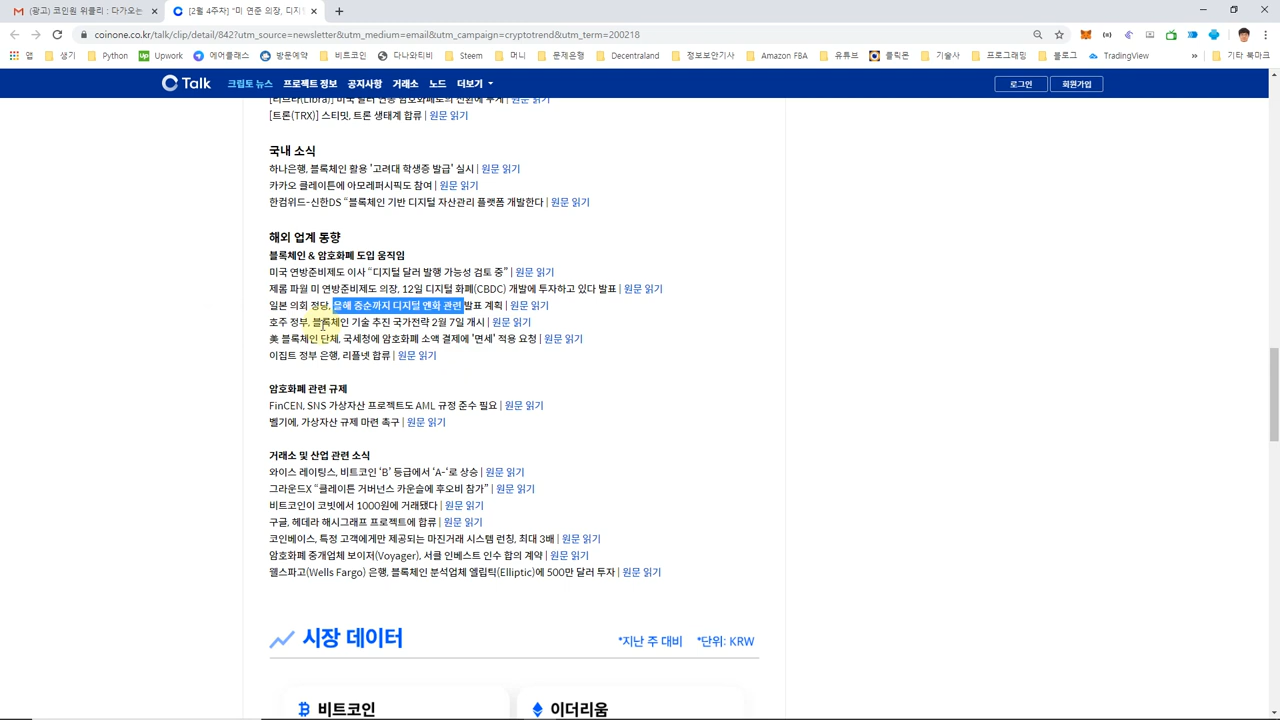 (광고) 코인원 위클리 : 다가오는
[2월 4주차] "미 연준 의장, 디지털
coinone.co.kr/talk/clip/detail/842?utm_source=newsletter&utm_medium=email&utm_campaign=cryptotrend&utm_term=200218
앱 생기 Python Upwork 에어클래스 방문예약 비트코인 다나와티비 Steem 머니 문제은행 Decentraland 정보보안기사 Amazon FBA 유튜브 클릭몬 기술사 프로그래밍 블로그 TradingView » 기타 북마크
Talk 크립토 뉴스 프로젝트 정보 공지사항 거래소 노드 더보기 로그인 회원가입
[리브라(Libra)] 미국 달러 연동 암호화폐로의 전환에 무게 | 원문 읽기
[트론(TRX)] 스티밋, 트론 생태계 합류 | 원문 읽기
국내 소식
하나은행, 블록체인 활용 '고려대 학생증 발급' 실시 | 원문 읽기
카카오 클레이튼에 아모레퍼시픽도 참여 | 원문 읽기
한컴위드-신한DS “블록체인 기반 디지털 자산관리 플랫폼 개발한다 | 원문 읽기
해외 업계 동향
블록체인 & 암호화폐 도입 움직임
미국 연방준비제도 이사 “디지털 달러 발행 가능성 검토 중” | 원문 읽기
제롬 파월 미 연방준비제도 의장, 12일 디지털 화폐(CBDC) 개발에 투자하고 있다 발표 | 원문 읽기
일본 의회 정당, 올해 중순까지 디지털 엔화 관련 발표 계획 | 원문 읽기
호주 정부, 블록체인 기술 추진 국가전략 2월 7일 개시 | 원문 읽기
美 블록체인 단체, 국세청에 암호화폐 소액 결제에 '면세' 적용 요청 | 원문 읽기
이집트 정부 은행, 리플넷 합류 | 원문 읽기
암호화폐 관련 규제
FinCEN, SNS 가상자산 프로젝트도 AML 규정 준수 필요 | 원문 읽기
벨기에, 가상자산 규제 마련 촉구 | 원문 읽기
거래소 및 산업 관련 소식
와이스 레이팅스, 비트코인 ‘B’ 등급에서 ‘A-‘로 상승 | 원문 읽기
그라운드X “클레이튼 거버넌스 카운슬에 후오비 참가” | 원문 읽기
비트코인이 코빗에서 1000원에 거래됐다 | 원문 읽기
구글, 헤데라 해시그래프 프로젝트에 합류 | 원문 읽기
코인베이스, 특정 고객에게만 제공되는 마진거래 시스템 런칭, 최대 3배 | 원문 읽기
암호화폐 중개업체 보이저(Voyager), 서클 인베스트 인수 합의 계약 | 원문 읽기
웰스파고(Wells Fargo) 은행, 블록체인 분석업체 엘립틱(Elliptic)에 500만 달러 투자 | 원문 읽기
시장 데이터 *지난 주 대비 *단위: KRW
비트코인 이더리움